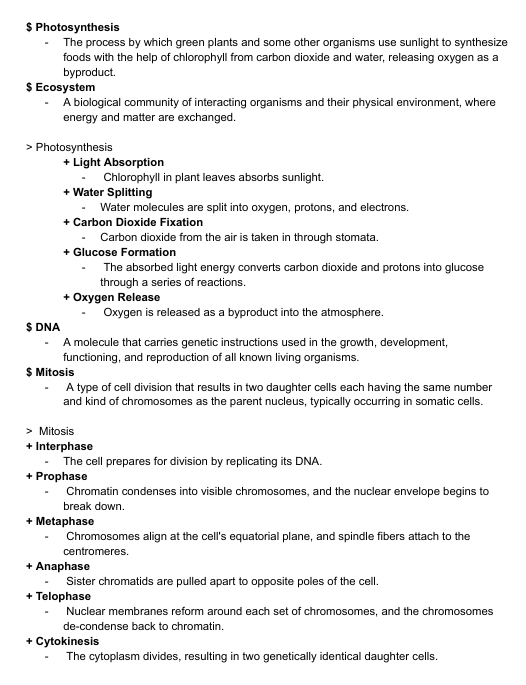 $ Photosynthesis
- The process by which green plants and some other organisms use sunlight to synthesize
foods with the help of chlorophyll from carbon dioxide and water, releasing oxygen as a
byproduct.
$ Ecosystem
- A biological community of interacting organisms and their physical environment, where
energy and matter are exchanged.
> Photosynthesis
+ Light Absorption
- Chlorophyll in plant leaves absorbs sunlight.
+ Water Splitting
- Water molecules are split into oxygen, protons, and electrons.
+ Carbon Dioxide Fixation
- Carbon dioxide from the air is taken in through stomata.
+ Glucose Formation
- The absorbed light energy converts carbon dioxide and protons into glucose
through a series of reactions.
+ Oxygen Release
- Oxygen is released as a byproduct into the atmosphere.
$ DNA
- A molecule that carries genetic instructions used in the growth, development,
functioning, and reproduction of all known living organisms.
$ Mitosis
- A type of cell division that results in two daughter cells each having the same number
and kind of chromosomes as the parent nucleus, typically occurring in somatic cells.
> Mitosis
+ Interphase
- The cell prepares for division by replicating its DNA.
+ Prophase
- Chromatin condenses into visible chromosomes, and the nuclear envelope begins to
break down.
+ Metaphase
- Chromosomes align at the cell's equatorial plane, and spindle fibers attach to the
centromeres.
+ Anaphase
- Sister chromatids are pulled apart to opposite poles of the cell.
+ Telophase
- Nuclear membranes reform around each set of chromosomes, and the chromosomes
de-condense back to chromatin.
+ Cytokinesis
- The cytoplasm divides, resulting in two genetically identical daughter cells.